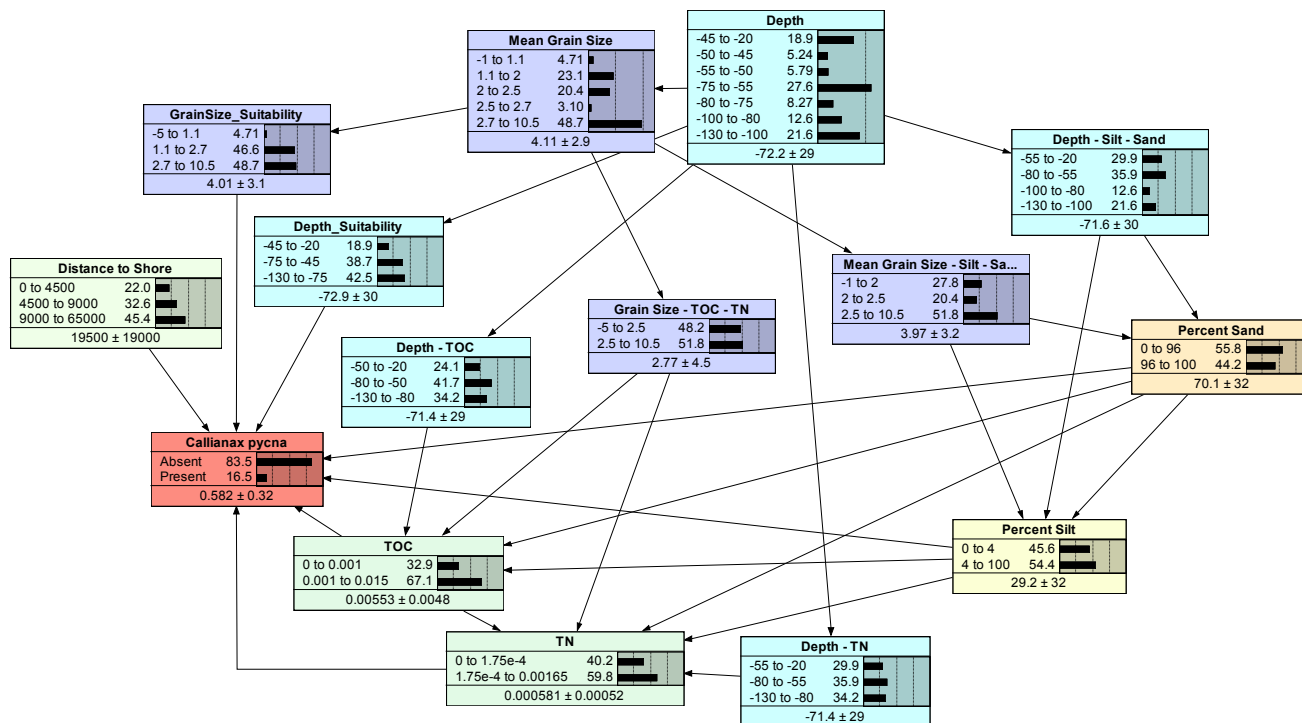 Mean Grain Size
-1 to 1.1 4.71
1.1 to 2 23.1
2 to 2.5 20.4
2.5 to 2.7 3.10
2.7 to 10.5 48.7
4.11 ± 2.9
Depth
-45 to -20 18.9
-50 to -45 5.24
-55 to -50 5.79
-75 to -55 27.6
-80 to -75 8.27
-100 to -80 12.6
-130 to -100 21.6
-72.2 ± 29
GrainSize_Suitability
-5 to 1.1 4.71
1.1 to 2.7 46.6
2.7 to 10.5 48.7
4.01 ± 3.1
Depth - Silt - Sand
-55 to -20 29.9
-80 to -55 35.9
-100 to -80 12.6
-130 to -100 21.6
-71.6 ± 30
Depth_Suitability
-45 to -20 18.9
-75 to -45 38.7
-130 to -75 42.5
-72.9 ± 30
Distance to Shore
0 to 4500 22.0
4500 to 9000 32.6
9000 to 65000 45.4
19500 ± 19000
Mean Grain Size - Silt - Sa...
-1 to 2 27.8
2 to 2.5 20.4
2.5 to 10.5 51.8
3.97 ± 3.2
Grain Size - TOC - TN
-5 to 2.5 48.2
2.5 to 10.5 51.8
2.77 ± 4.5
Percent Sand
0 to 96 55.8
96 to 100 44.2
70.1 ± 32
Depth - TOC
-50 to -20 24.1
-80 to -50 41.7
-130 to -80 34.2
-71.4 ± 29
Callianax pycna
Absent 83.5
Present 16.5
0.582 ± 0.32
Percent Silt
0 to 4 45.6
4 to 100 54.4
29.2 ± 32
TOC
0 to 0.001 32.9
0.001 to 0.015 67.1
0.00553 ± 0.0048
TN
0 to 1.75e-4 40.2
1.75e-4 to 0.00165 59.8
0.000581 ± 0.00052
Depth - TN
-55 to -20 29.9
-80 to -55 35.9
-130 to -80 34.2
-71.4 ± 29